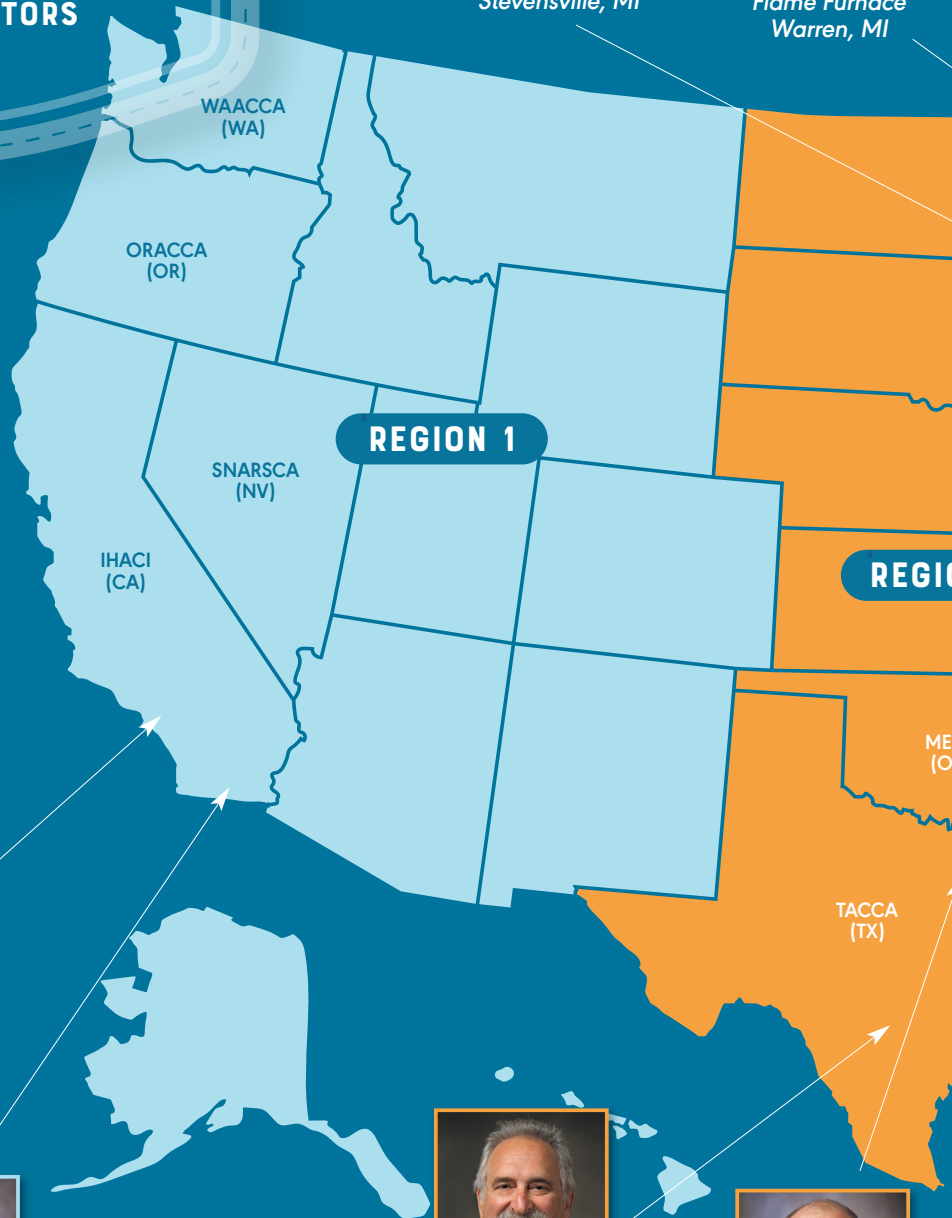 TORS
Stevensville, MI
Flame Furnace
Warren, MI
WAACCA
(WA)
ORACCA
(OR)
REGION 1
SNARSCA
(NV)
IHACI
(CA)
REGIO
ME
(O
TACCA
(TX)